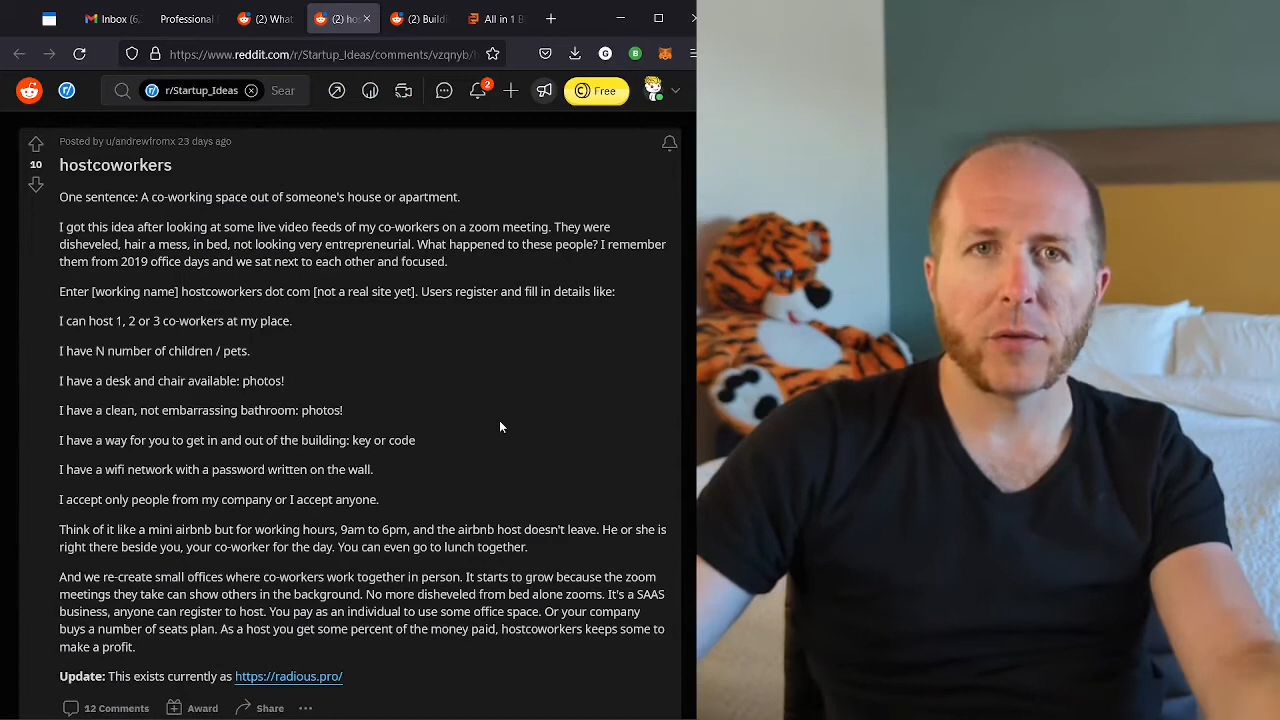 Inbox (6,
Professional
(2) What
(2) ho
(2) Buildi
All in 1 B
https://www.reddit.com/r/Startup_Ideas/comments/vzqnyb/
r/Startup_Ideas
Sear
2
Free
Posted by u/andrewfromx 23 days ago
10
hostcoworkers
One sentence: A co-working space out of someone's house or apartment.
I got this idea after looking at some live video feeds of my co-workers on a zoom meeting. They were
disheveled, hair a mess, in bed, not looking very entrepreneurial. What happened to these people? I remember
them from 2019 office days and we sat next to each other and focused.
Enter [working name] hostcoworkers dot com [not a real site yet]. Users register and fill in details like:
I can host 1, 2 or 3 co-workers at my place.
I have N number of children / pets.
I have a desk and chair available: photos!
I have a clean, not embarrassing bathroom: photos!
I have a way for you to get in and out of the building: key or code
I have a wifi network with a password written on the wall.
I accept only people from my company or I accept anyone.
Think of it like a mini airbnb but for working hours, 9am to 6pm, and the airbnb host doesn't leave. He or she is
right there beside you, your co-worker for the day. You can even go to lunch together.
And we re-create small offices where co-workers work together in person. It starts to grow because the zoom
meetings they take can show others in the background. No more disheveled from bed alone zooms. It's a SAAS
business, anyone can register to host. You pay as an individual to use some office space. Or your company
buys a number of seats plan. As a host you get some percent of the money paid, hostcoworkers keeps some to
make a profit.
Update: This exists currently as https://radious.pro/
12 Comments
Award
Share